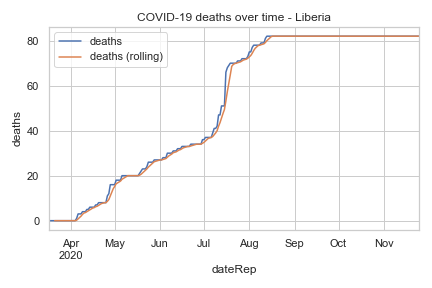 COVID-19 deaths over time - Liberia
deaths
deaths (rolling)
80
60
40
20
0
deaths
Apr May Jun Jul Aug Sep Oct Nov
2020
dateRep